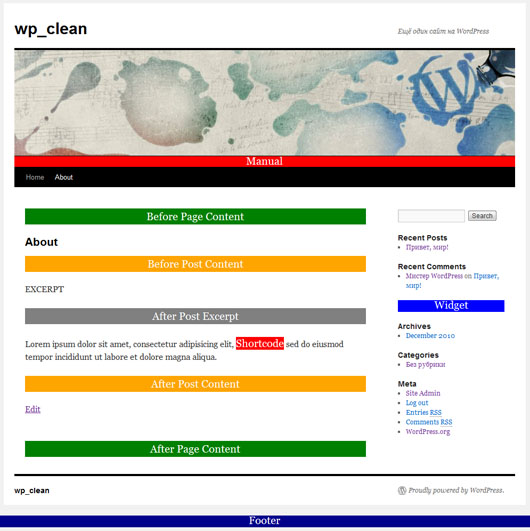 wp_clean
Ещё один сайт на WordPress
Manual
Home About
Before Page Content
About
Before Post Content
EXCERPT
After Post Excerpt
Lorem ipsum dolor sit amet, consectetur adipisicing elit, Shortcode sed do eiusmod
tempor incididunt ut labore et dolore magna aliqua.
After Post Content
Edit
After Page Content
Search
Recent Posts
Привет, мир!
Recent Comments
Мистер WordPress on Привет,
мир!
Widget
Archives
December 2010
Categories
Без рубрики
Meta
Site Admin
Log out
Entries RSS
Comments RSS
WordPress.org
wp_clean
Proudly powered by WordPress.
Footer